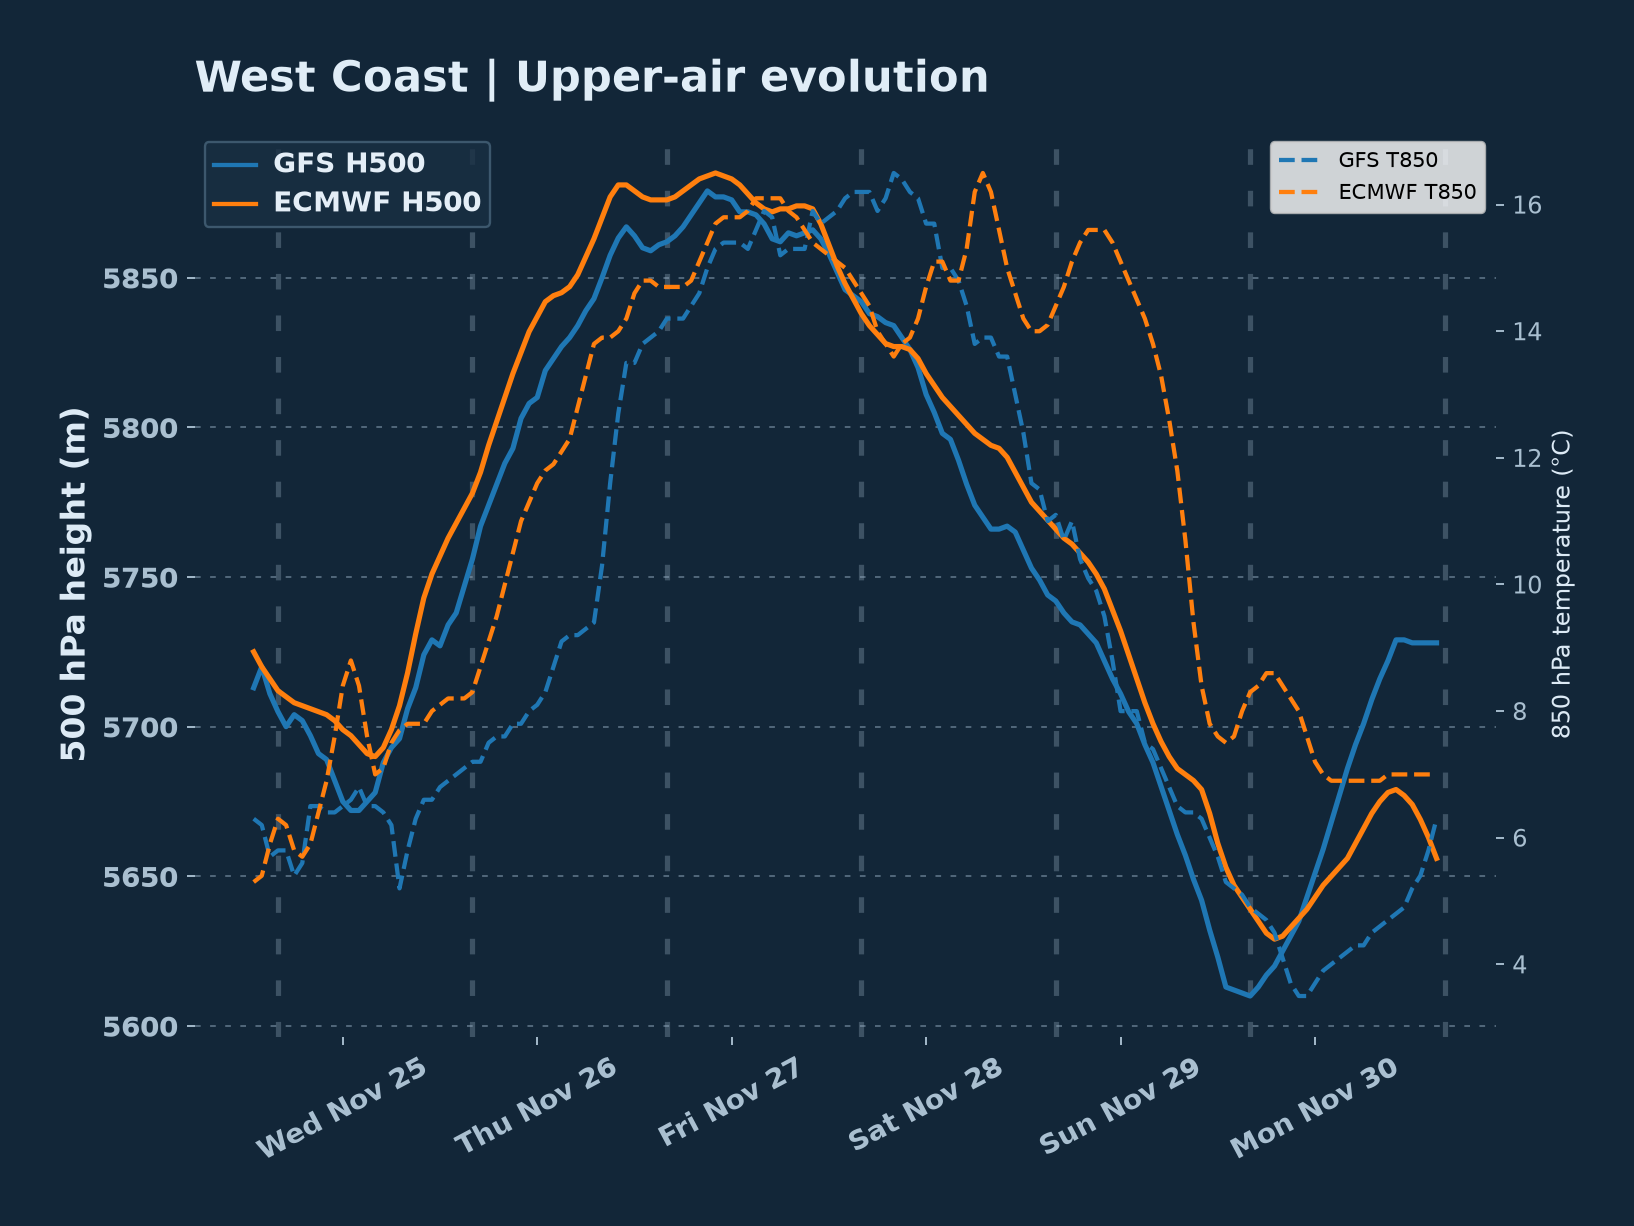 West Coast | Upper-air evolution
GFS H500
ECMWF H500
GFS T850
ECMWF T850
500 hPa height (m)
5850
5800
5750
5700
5650
5600
16
14
12
10
8
6
4
850 hPa temperature (°C)
Wed Nov 25
Thu Nov 26
Fri Nov 27
Sat Nov 28
Sun Nov 29
Mon Nov 30